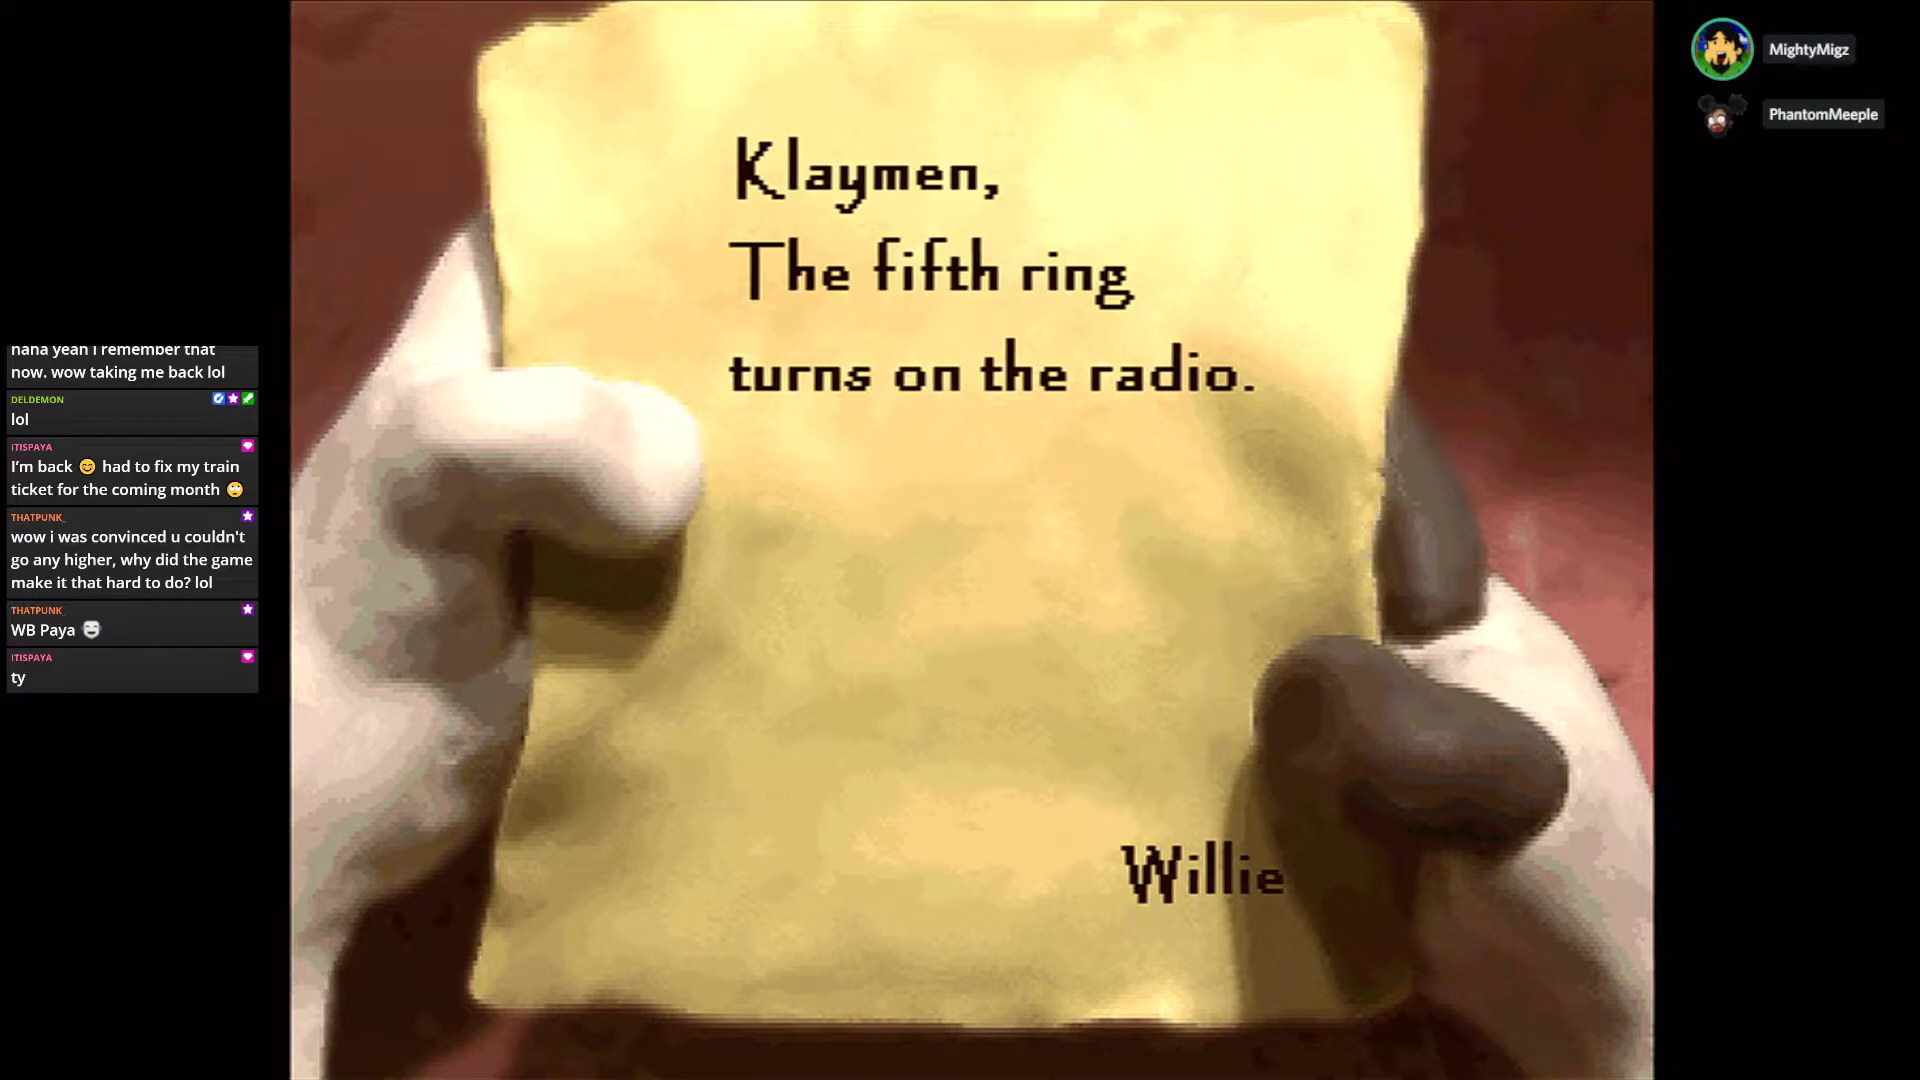 nana yeah i remember that
now. wow taking me back lol
DELDEMON
lol
ITISPAYA
I'm back 😊 had to fix my train
ticket for the coming month 🙄
THATPUNK_
wow i was convinced u couldn't
go any higher, why did the game
make it that hard to do? lol
THATPUNK_
WB Paya
ITISPAYA
ty
Klaymen,
The fifth ring
turns on the radio.
Willie
MightyMigz
PhantomMeeple